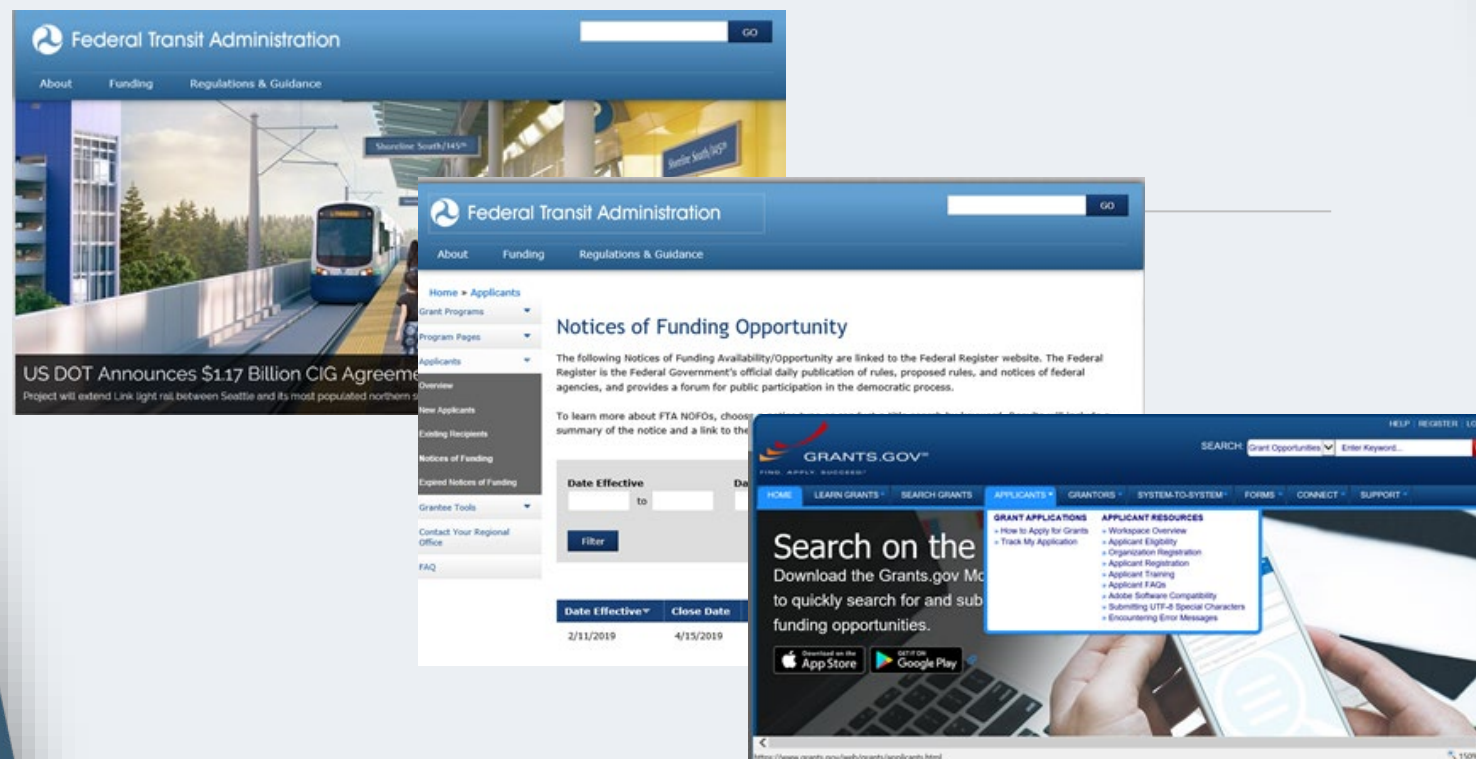 Federal Transit Administration
GO
About Funding Regulations & Guidance
Shoreline South/145th
Shoreline South/145th
US DOT Announces $1.17 Billion CIG Agreeme
Project will extend Link light rail between Seattle and its most populated northern s
Federal Transit Administration
GO
About Funding Regulations & Guidance
Home » Applicants
Grant Programs
Program Pages
Applicants
Overview
New Applicants
Existing Recipients
Notices of Funding
Expired Notices of Funding
Grantee Tools
Contact Your Regional
Office
FAQ
Notices of Funding Opportunity
The following Notices of Funding Availability/Opportunity are linked to the Federal Register website. The Federal
Register is the Federal Government's official daily publication of rules, proposed rules, and notices of federal
agencies, and provides a forum for public participation in the democratic process.
To learn more about FTA NOFOs, choose
summary of the notice and a link to the
Date Effective Da
to
Filter
Date Effective Close Date
2/11/2019 4/15/2019
HELP | REGISTER | LO
GRANTS.GOV℠
FIND. APPLY. SUCCEED.℠
SEARCH: Grant Opportunities Enter Keyword...
HOME LEARN GRANTS SEARCH GRANTS APPLICANTS GRANTORS SYSTEM-TO-SYSTEM FORMS CONNECT SUPPORT
GRANT APPLICATIONS
» How to Apply for Grants
» Track My Application
APPLICANT RESOURCES
» Workspace Overview
» Applicant Eligibility
» Organization Registration
» Applicant Registration
» Applicant Training
» Applicant FAQs
» Adobe Software Compatibility
» Submitting UTF-8 Special Characters
» Encountering Error Messages
Search on the
Download the Grants.gov Mo
to quickly search for and sub
funding opportunities.
Download on the
App Store
GET IT ON
Google Play
https://www.grants.gov/web/grants/applicants.html
150%